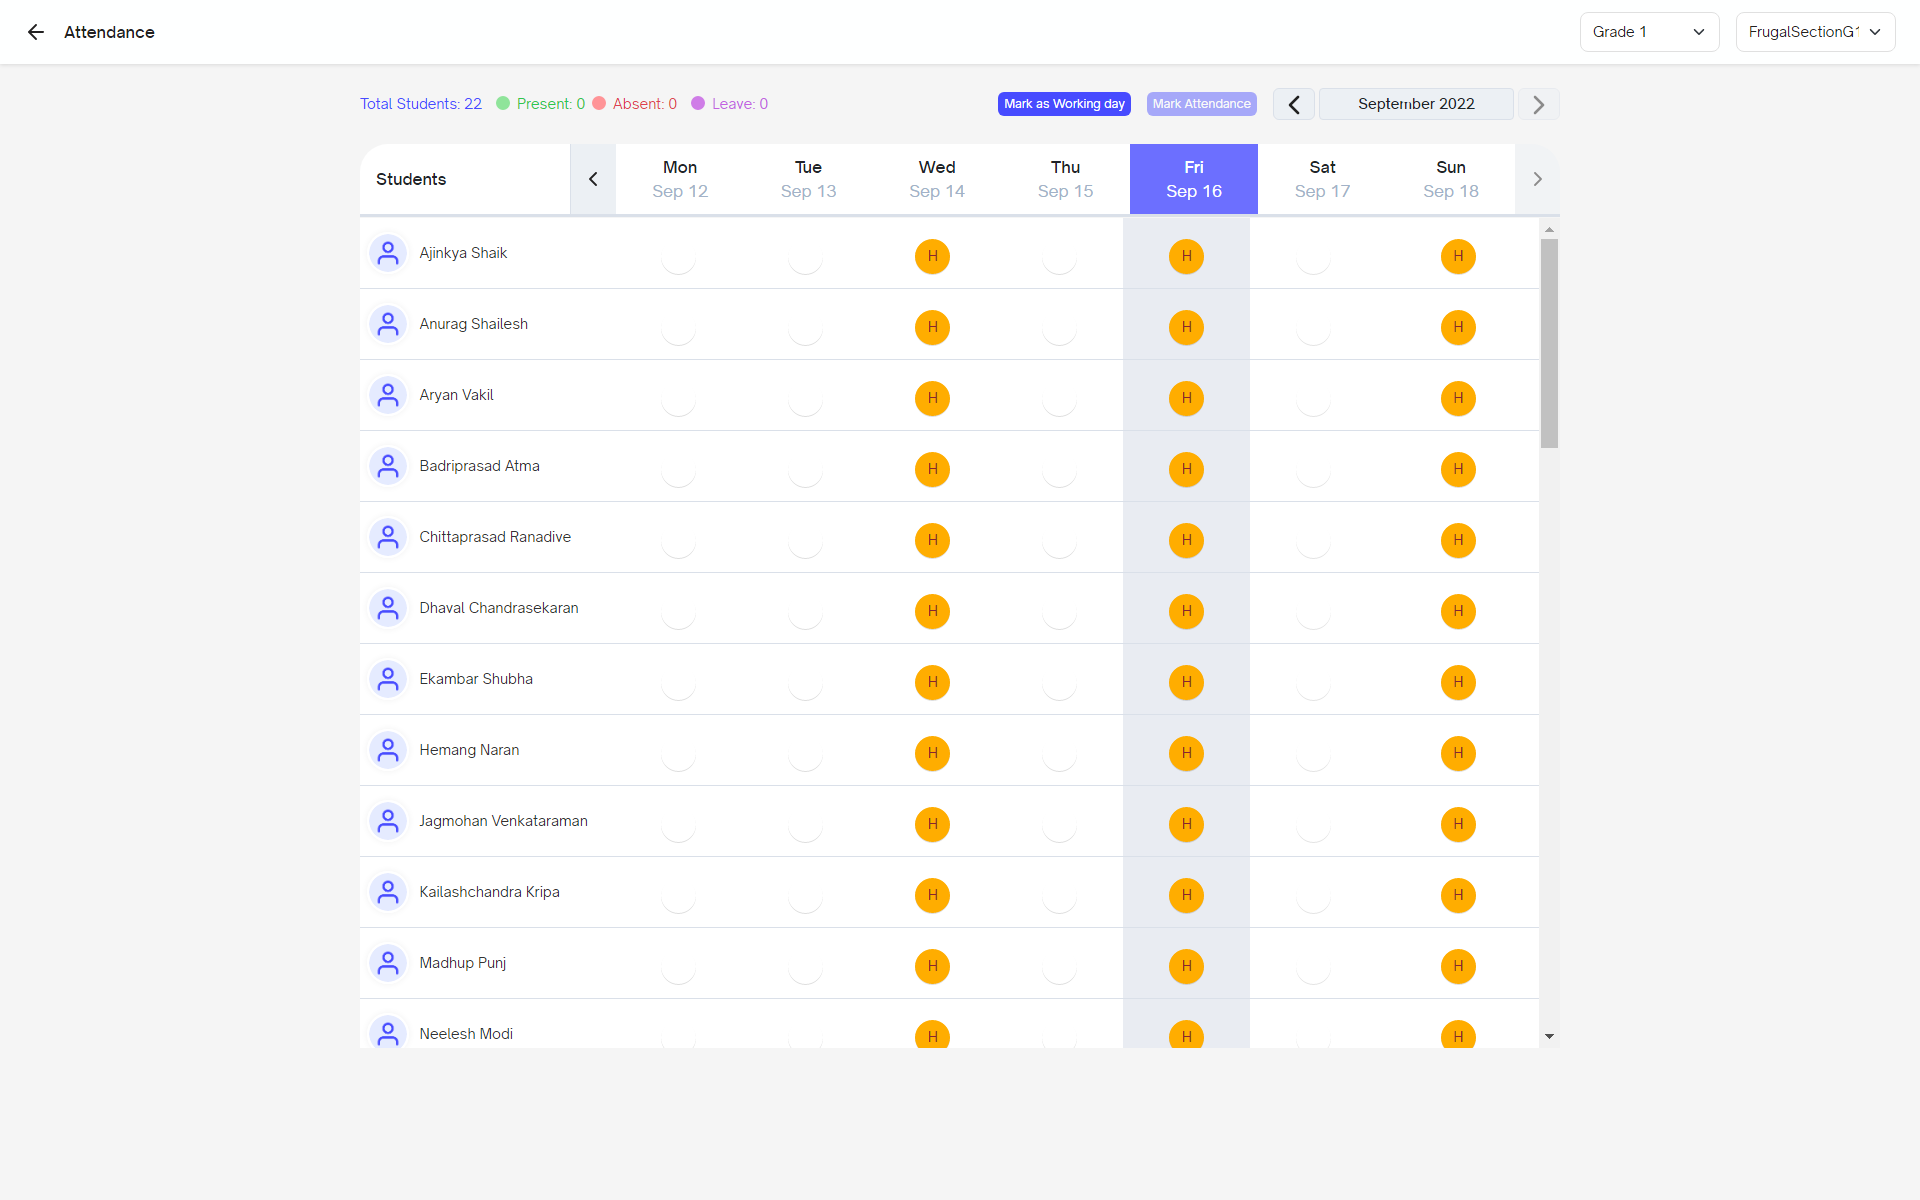 Attendance
Grade 1
FrugalSectionG1
Total Students: 22 Present: 0 Absent: 0 Leave: 0
Mark as Working day
Mark Attendance
September 2022
Students
Mon Tue Wed Thu Fri Sat Sun
Sep 12 Sep 13 Sep 14 Sep 15 Sep 16 Sep 17 Sep 18
Ajinkya Shaik H H H
Anurag Shailesh H H H
Aryan Vakil H H H
Badriprasad Atma H H H
Chittaprasad Ranadive H H H
Dhaval Chandrasekaran H H H
Ekambar Shubha H H H
Hemang Naran H H H
Jagmohan Venkataraman H H H
Kailashchandra Kripa H H H
Madhup Punj H H H
Neelesh Modi H H H